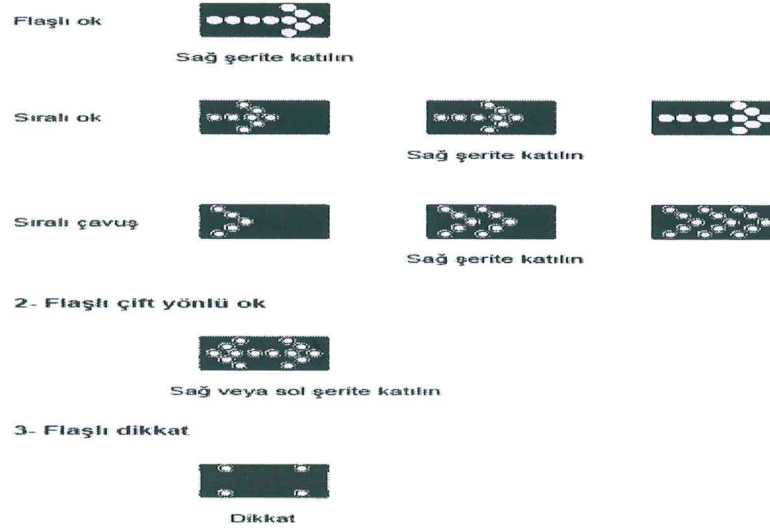 Flaşlı ok
Sağ şerite katılın
Sıralı ok
Sağ şerite katılın
Sıralı çavuş
Sağ şerite katılın
2- Flaşlı çift yönlü ok
Sağ veya sol şerite katılın
3- Flaşlı dikkat
Dikkat